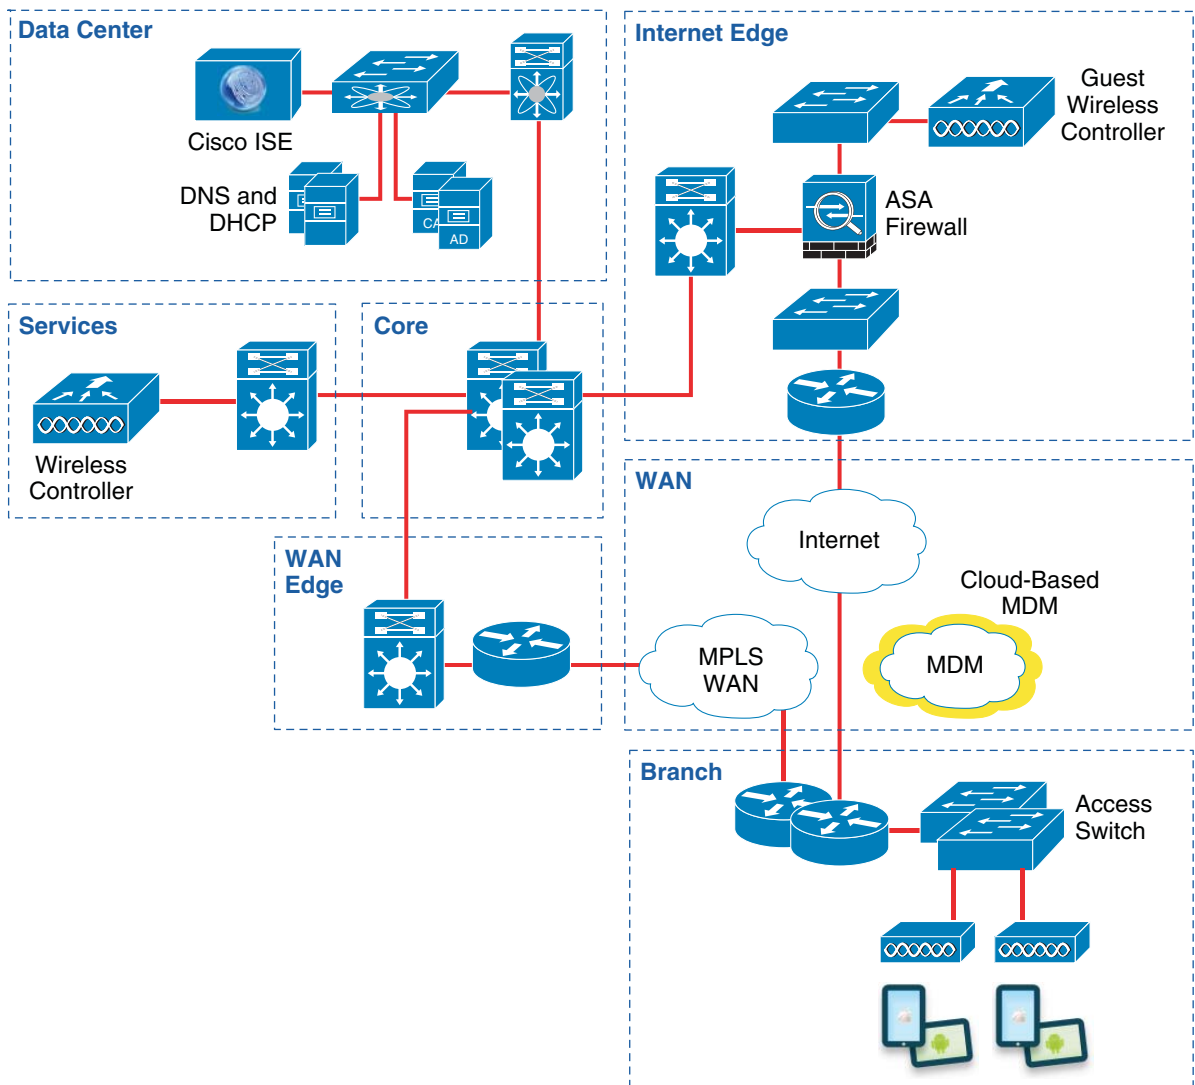 Data Center
Cisco ISE
DNS and
DHCP
CA
AD
Internet Edge
Guest
Wireless
Controller
ASA
Firewall
Services
Wireless
Controller
Core
WAN
Edge
WAN
Internet
Cloud-Based
MDM
MDM
MPLS
WAN
Branch
Access
Switch